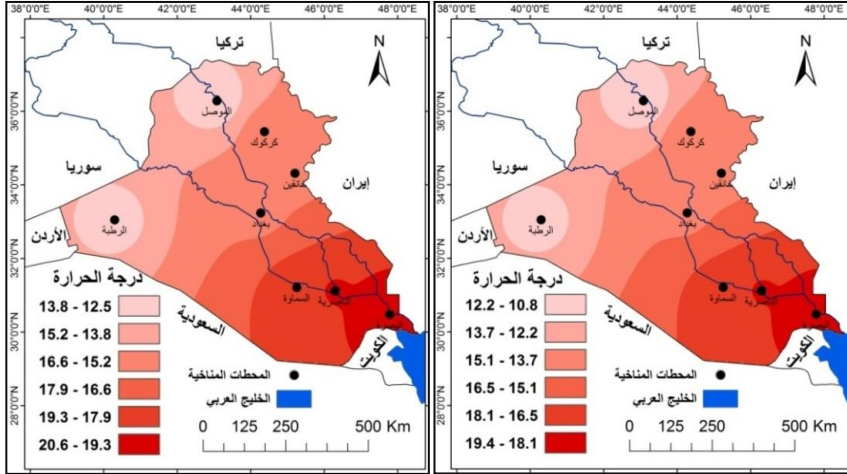 38°0'0"E 40°0'0"E 42°0'0"E 44°0'0"E 46°0'0"E 48°0'0"E
36°0'0"N
34°0'0"N
32°0'0"N
30°0'0"N
28°0'0"N
N
تركيا
سوريا
الأردن
إيران
السعودية
الكويت
الموصل
كركوك
خانقين
بغداد
الرطبة
السماوة
الناصرية
درجة الحرارة
13.8 - 12.5
15.2 - 13.8
16.6 - 15.2
17.9 - 16.6
19.3 - 17.9
20.6 - 19.3
المحطات المناخية
الخليج العربي
0 125 250 500 Km
38°0'0"E 40°0'0"E 42°0'0"E 44°0'0"E 46°0'0"E 48°0'0"E
36°0'0"N
34°0'0"N
32°0'0"N
30°0'0"N
28°0'0"N
N
تركيا
سوريا
الأردن
إيران
السعودية
الكويت
الموصل
كركوك
خانقين
بغداد
الرطبة
السماوة
الناصرية
درجة الحرارة
12.2 - 10.8
13.7 - 12.2
15.1 - 13.7
16.5 - 15.1
18.1 - 16.5
19.4 - 18.1
المحطات المناخية
الخليج العربي
0 125 250 500 Km